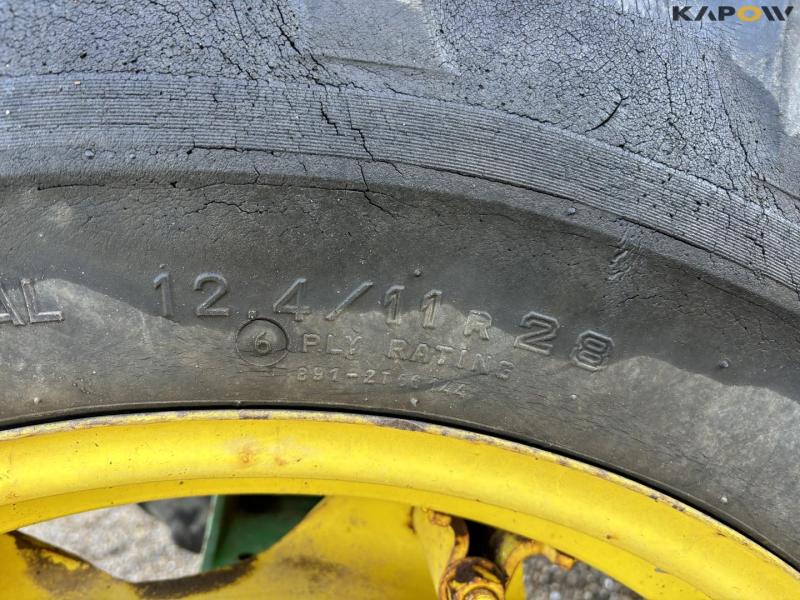 KAPOW
AL 12.4/11 R 28
6 PLY RATING